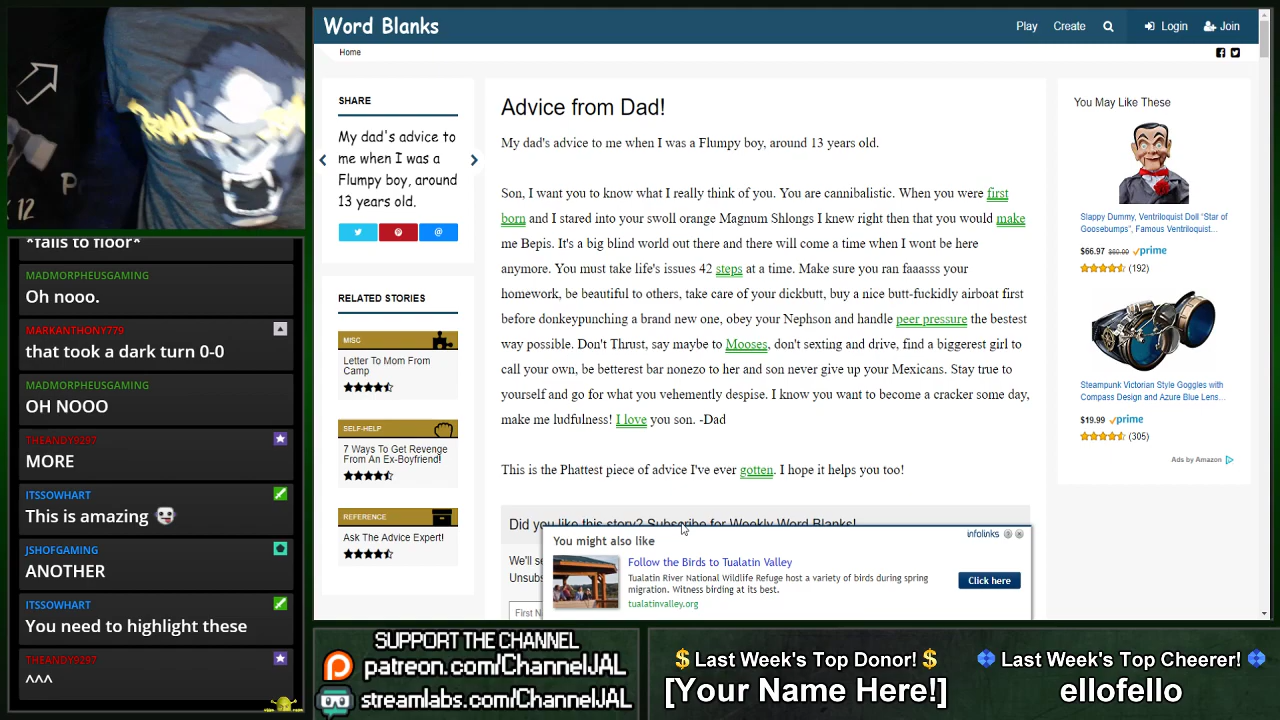 x 12
*falls to floor*
MADMORPHEUSGAMING
Oh nooo.
MARKANTHONY779
that took a dark turn 0-0
MADMORPHEUSGAMING
OH NOOO
THEANDY9297
MORE
ITSSOWHART
This is amazing
JSHOFGAMING
ANOTHER
ITSSOWHART
You need to highlight these
THEANDY9297
^^^
Word Blanks
Play Create Login Join
Home
SHARE
My dad's advice to
me when I was a
Flumpy boy, around
13 years old.
RELATED STORIES
MISC
Letter To Mom From
Camp
SELF-HELP
7 Ways To Get Revenge
From An Ex-Boyfriend!
REFERENCE
Ask The Advice Expert!
Advice from Dad!
My dad's advice to me when I was a Flumpy boy, around 13 years old.
Son, I want you to know what I really think of you. You are cannibalistic. When you were first
born and I stared into your swoll orange Magnum Shlongs I knew right then that you would make
me Bepis. It's a big blind world out there and there will come a time when I wont be here
anymore. You must take life's issues 42 steps at a time. Make sure you ran faaasss your
homework, be beautiful to others, take care of your dickbutt, buy a nice butt-fuckidly airboat first
before donkeypunching a brand new one, obey your Nephson and handle peer pressure the bestest
way possible. Don't Thrust, say maybe to Mooses, don't sexting and drive, find a biggerest girl to
call your own, be betterest bar nonezo to her and son never give up your Mexicans. Stay true to
yourself and go for what you vehemently despise. I know you want to become a cracker some day,
make me ludfulness! I love you son. -Dad
This is the Phattest piece of advice I've ever gotten. I hope it helps you too!
Did you like this story? Subscribe for Weekly Word Blanks!
We'll se
Unsubs
First N
You might also like
infolinks
Follow the Birds to Tualatin Valley
Tualatin River National Wildlife Refuge host a variety of birds during spring
migration. Witness birding at its best.
tualatinvalley.org
Click here
You May Like These
Slappy Dummy, Ventriloquist Doll "Star of
Goosebumps", Famous Ventriloquist...
$66.97 $69.99 prime
(192)
Steampunk Victorian Style Goggles with
Compass Design and Azure Blue Lens...
$19.99 prime
(305)
Ads by Amazon
SUPPORT THE CHANNEL
patreon.com/ChannelJAL
streamlabs.com/ChannelJAL
$ Last Week's Top Donor! $
[Your Name Here!]
Last Week's Top Cheerer!
ellofello